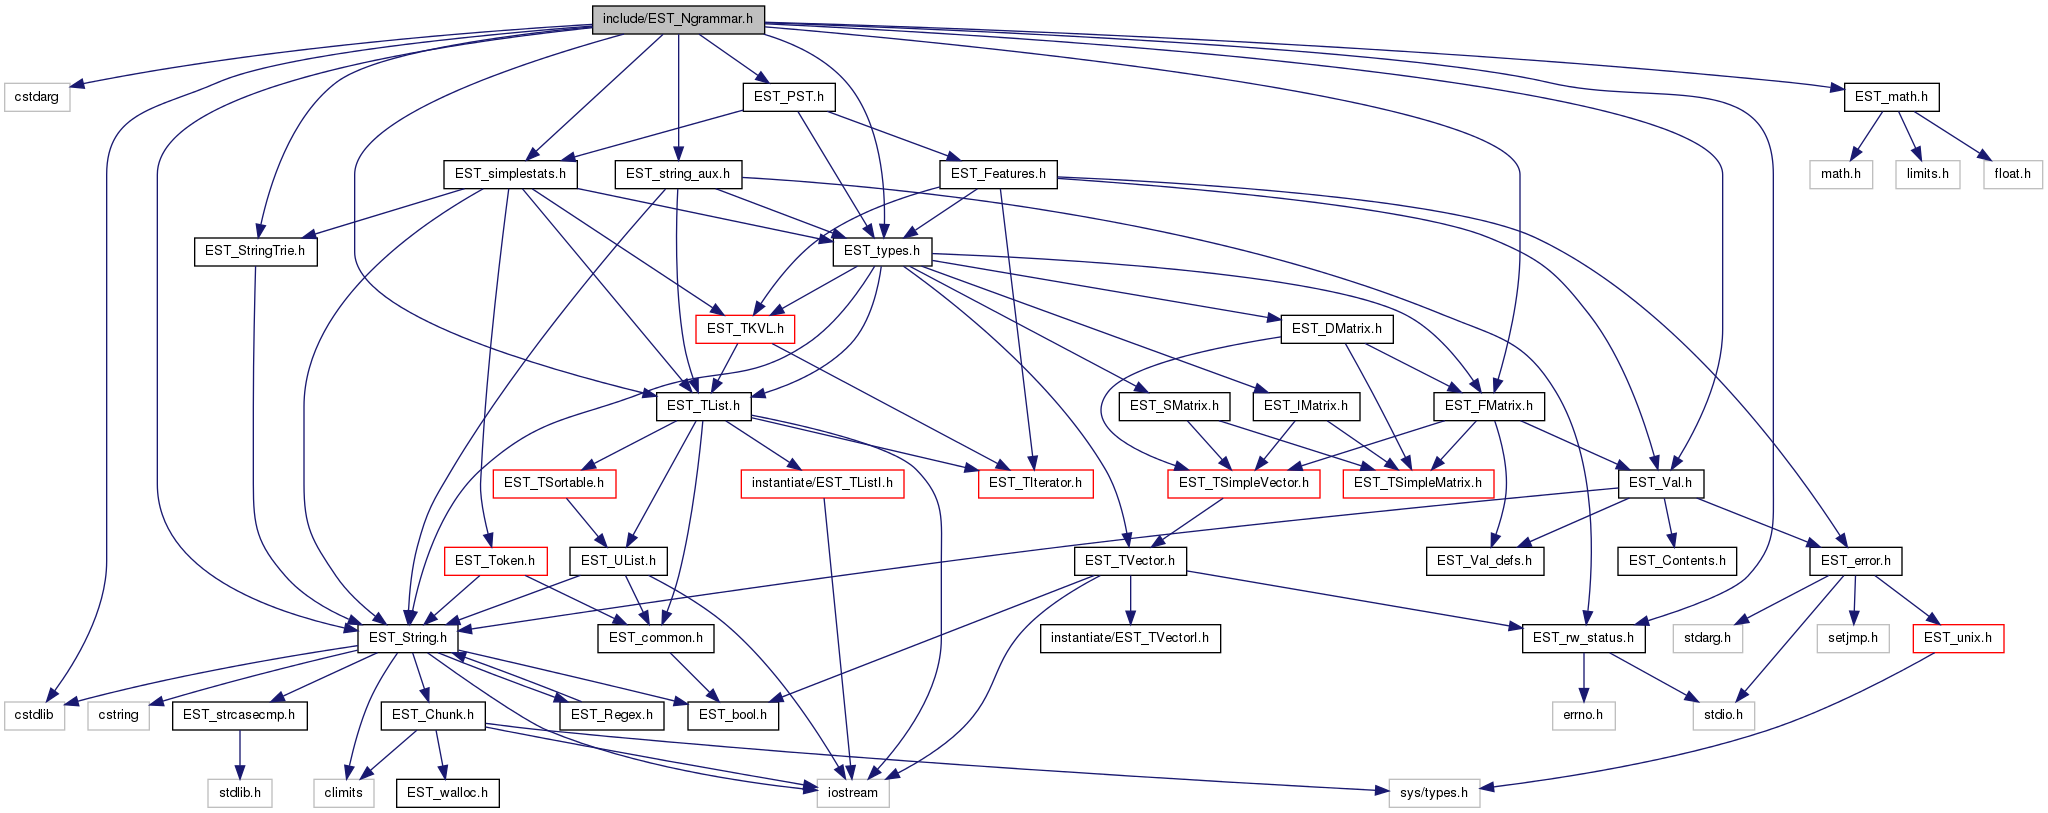 include/EST_Ngrammar.h
cstdarg
EST_PST.h
EST_math.h
EST_simplestats.h
EST_string_aux.h
EST_Features.h
math.h
limits.h
float.h
EST_StringTrie.h
EST_types.h
EST_TKVL.h
EST_DMatrix.h
EST_TList.h
EST_SMatrix.h
EST_IMatrix.h
EST_FMatrix.h
EST_TSortable.h
instantiate/EST_TListI.h
EST_TIterator.h
EST_TSimpleVector.h
EST_TSimpleMatrix.h
EST_Val.h
EST_Token.h
EST_UList.h
EST_TVector.h
EST_Val_defs.h
EST_Contents.h
EST_error.h
EST_String.h
EST_common.h
instantiate/EST_TVectorI.h
EST_rw_status.h
stdarg.h
setjmp.h
EST_unix.h
cstdlib
cstring
EST_strcasecmp.h
EST_Chunk.h
EST_Regex.h
EST_bool.h
errno.h
stdio.h
stdlib.h
climits
EST_walloc.h
iostream
sys/types.h